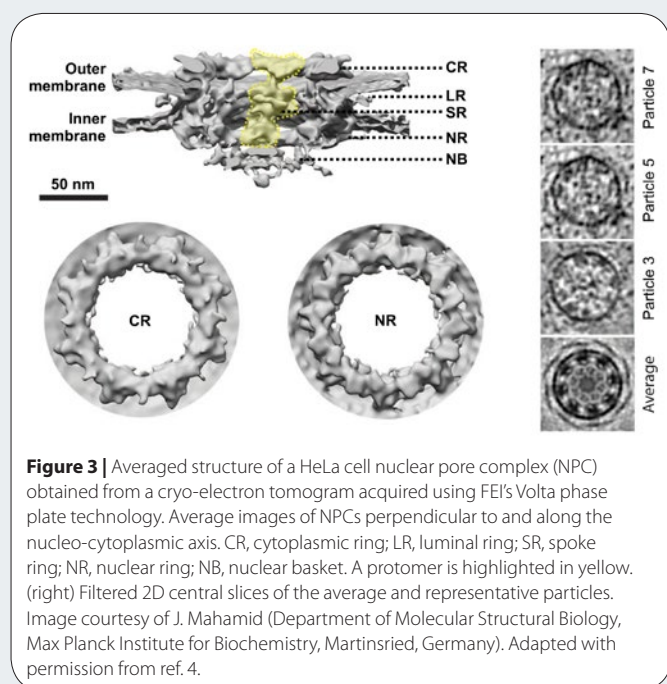 Outer
membrane
Inner
membrane
CR
LR
SR
NR
NB
50 nm
CR
NR
Particle 7
Particle 5
Particle 3
Average
Figure 3 | Averaged structure of a HeLa cell nuclear pore complex (NPC)
obtained from a cryo-electron tomogram acquired using FEI's Volta phase
plate technology. Average images of NPCs perpendicular to and along the
nucleo-cytoplasmic axis. CR, cytoplasmic ring; LR, luminal ring; SR, spoke
ring; NR, nuclear ring; NB, nuclear basket. A protomer is highlighted in yellow.
(right) Filtered 2D central slices of the average and representative particles.
Image courtesy of J. Mahamid (Department of Molecular Structural Biology,
Max Planck Institute for Biochemistry, Martinsried, Germany). Adapted with
permission from ref. 4.